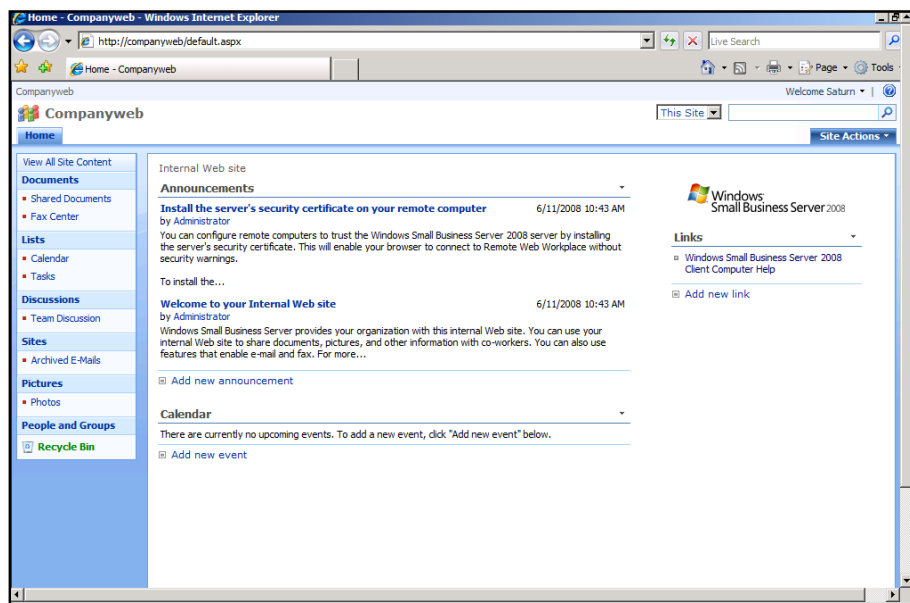 Home - Companyweb - Windows Internet Explorer
http://companyweb/default.aspx
Live Search
Home - Companyweb
Page
Tools
Companyweb
Welcome Saturn
Companyweb
This Site
Home
Site Actions
View All Site Content
Documents
Shared Documents
Fax Center
Lists
Calendar
Tasks
Discussions
Team Discussion
Sites
Archived E-Mails
Pictures
Photos
People and Groups
Recycle Bin
Internal Web site
Announcements
Install the server's security certificate on your remote computer 6/11/2008 10:43 AM
by Administrator
You can configure remote computers to trust the Windows Small Business Server 2008 server by installing
the server's security certificate. This will enable your browser to connect to Remote Web Workplace without
security warnings.
To install the...
Welcome to your Internal Web site 6/11/2008 10:43 AM
by Administrator
Windows Small Business Server provides your organization with this internal Web site. You can use your
internal Web site to share documents, pictures, and other information with co-workers. You can also use
features that enable e-mail and fax. For more...
Add new announcement
Calendar
There are currently no upcoming events. To add a new event, click "Add new event" below.
Add new event
Windows
Small Business Server 2008
Links
Windows Small Business Server 2008
Client Computer Help
Add new link